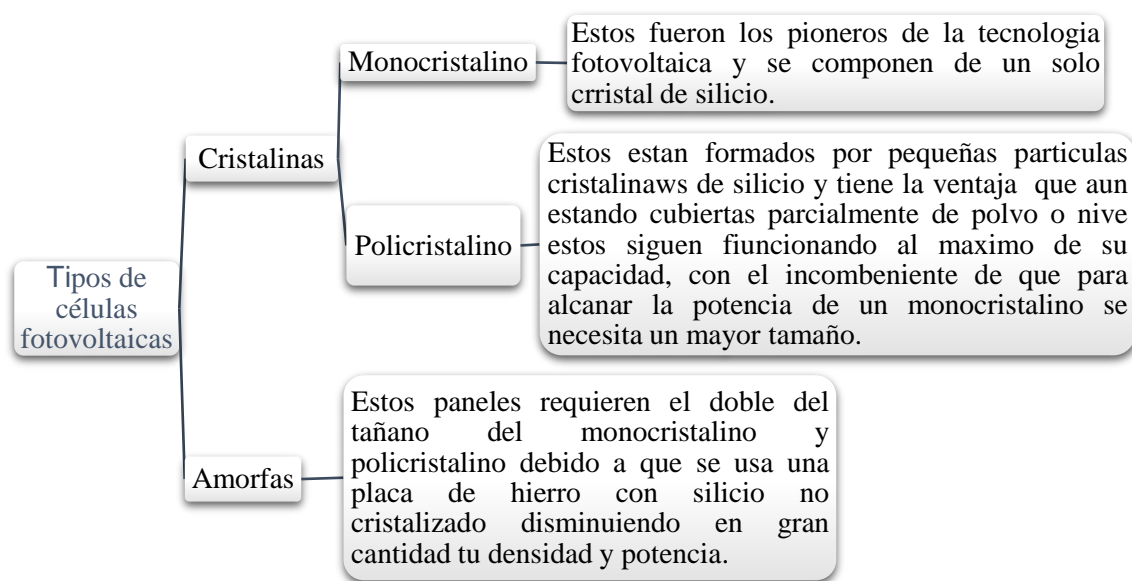 Tipos de
células
fotovoltaicas
Cristalinas
Monocristalino
Estos fueron los pioneros de la tecnologia
fotovoltaica y se componen de un solo
crristal de silicio.
Policristalino
Estos estan formados por pequeñas particulas
cristalinaws de silicio y tiene la ventaja que aun
estando cubiertas parcialmente de polvo o nive
estos siguen fiuncionando al maximo de su
capacidad, con el incombeniente de que para
alcanar la potencia de un monocristalino se
necesita un mayor tamaño.
Amorfas
Estos paneles requieren el doble del
tañano del monocristalino y
policristalino debido a que se usa una
placa de hierro con silicio no
cristalizado disminuiendo en gran
cantidad tu densidad y potencia.